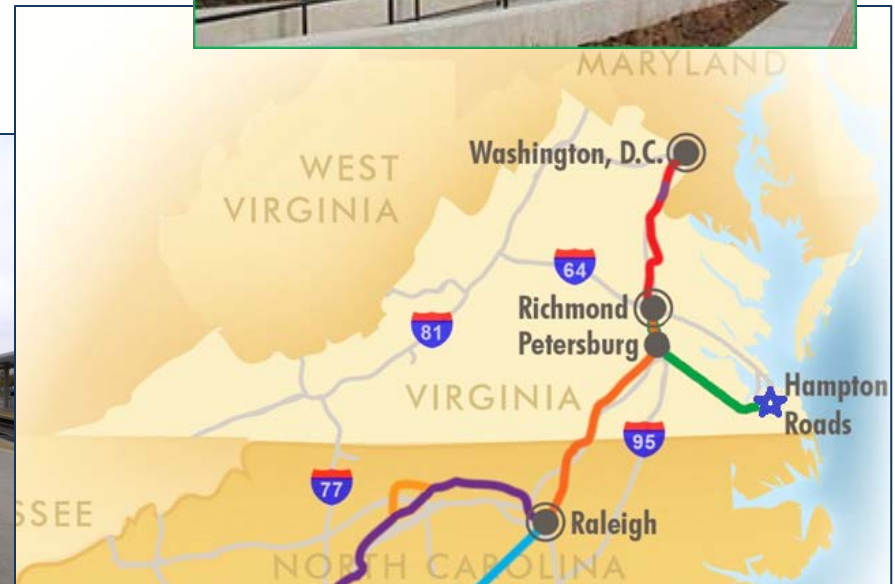 MARYLAND
Washington, D.C.
WEST
VIRGINIA
64
Richmond
81
Petersburg
VIRGINIA
Hampton
Roads
95
77
SSEE
Raleigh
NORTH CAROLINA